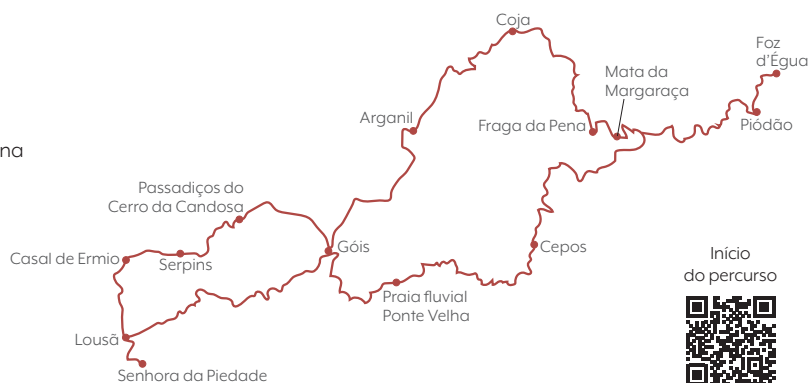 Coja
Foz
d'Égua
Mata da
Margaraça
Arganil
Fraga da Pena
Piódão
na
Passadiços do
Cerro da Candosa
Góis
Cepos
Casal de Ermio
Serpins
Início
do percurso
Praia fluvial
Ponte Velha
Lousã
Senhora da Piedade